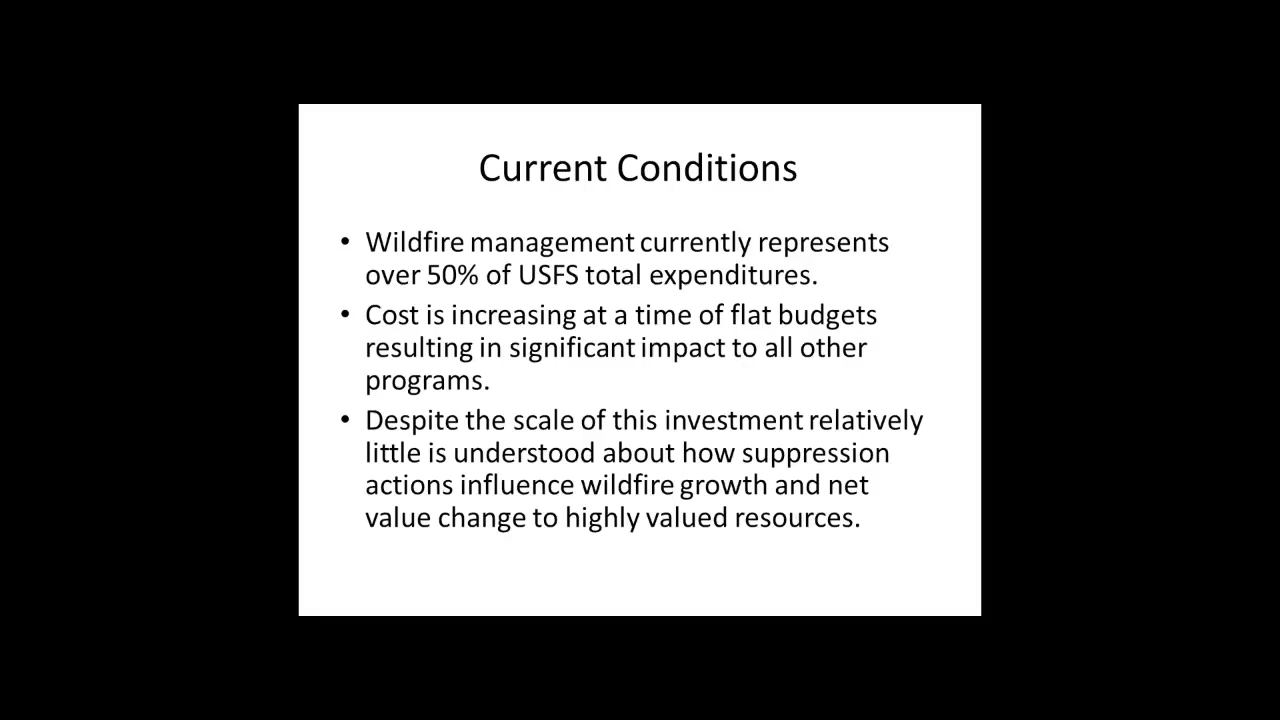 Current Conditions
• Wildfire management currently represents
over 50% of USFS total expenditures.
• Cost is increasing at a time of flat budgets
resulting in significant impact to all other
programs.
• Despite the scale of this investment relatively
little is understood about how suppression
actions influence wildfire growth and net
value change to highly valued resources.